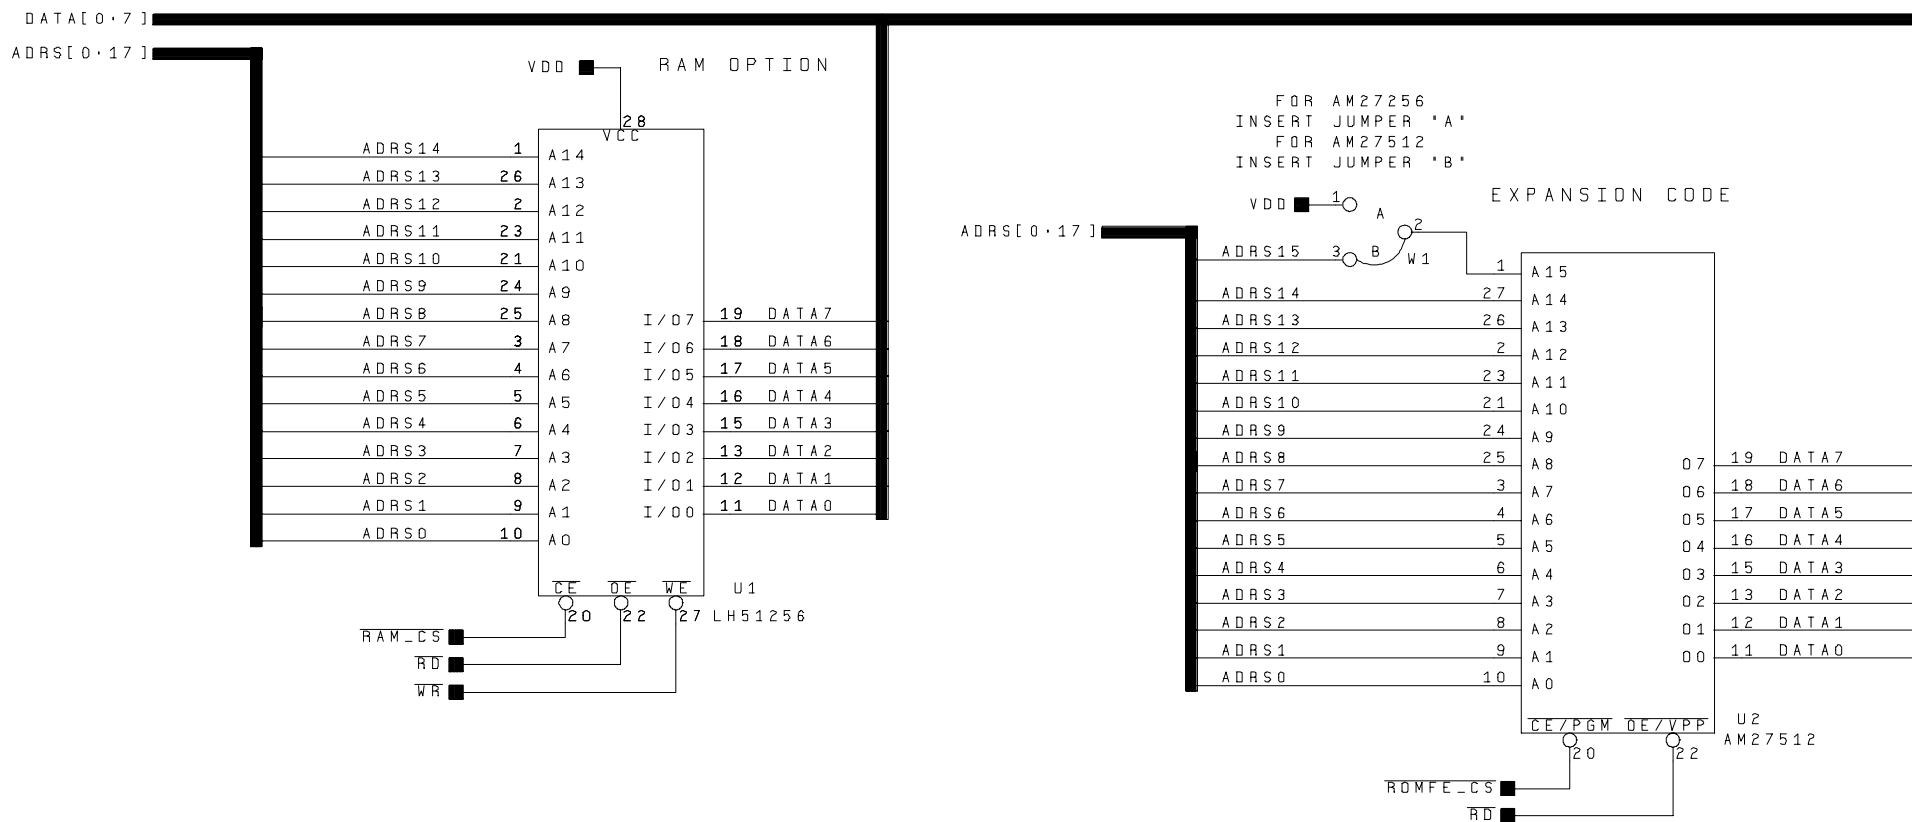 DATA[0·7]
ADRS[0·17]
VDD
RAM OPTION
28
VCC
ADRS14 1 A14
ADRS13 26 A13
ADRS12 2 A12
ADRS11 23 A11
ADRS10 21 A10
ADRS9 24 A9
ADRS8 25 A8 I/O7 19 DATA7
ADRS7 3 A7 I/O6 18 DATA6
ADRS6 4 A6 I/O5 17 DATA5
ADRS5 5 A5 I/O4 16 DATA4
ADRS4 6 A4 I/O3 15 DATA3
ADRS3 7 A3 I/O2 13 DATA2
ADRS2 8 A2 I/O1 12 DATA1
ADRS1 9 A1 I/O0 11 DATA0
ADRS0 10 A0
CE OE WE U1
20 22 27 LH51256
RAM_CS
RD
WR
FOR AM27256
INSERT JUMPER "A"
FOR AM27512
INSERT JUMPER "B"
EXPANSION CODE
VDD 1 A
ADRS[0·17] 2
ADRS15 3 B W1
1 A15
ADRS14 27 A14
ADRS13 26 A13
ADRS12 2 A12
ADRS11 23 A11
ADRS10 21 A10
ADRS9 24 A9
ADRS8 25 A8 O7 19 DATA7
ADRS7 3 A7 O6 18 DATA6
ADRS6 4 A6 O5 17 DATA5
ADRS5 5 A5 O4 16 DATA4
ADRS4 6 A4 O3 15 DATA3
ADRS3 7 A3 O2 13 DATA2
ADRS2 8 A2 O1 12 DATA1
ADRS1 9 A1 O0 11 DATA0
ADRS0 10 A0
CE/PGM OE/VPP U2
20 22 AM27512
ROMFE_CS
RD